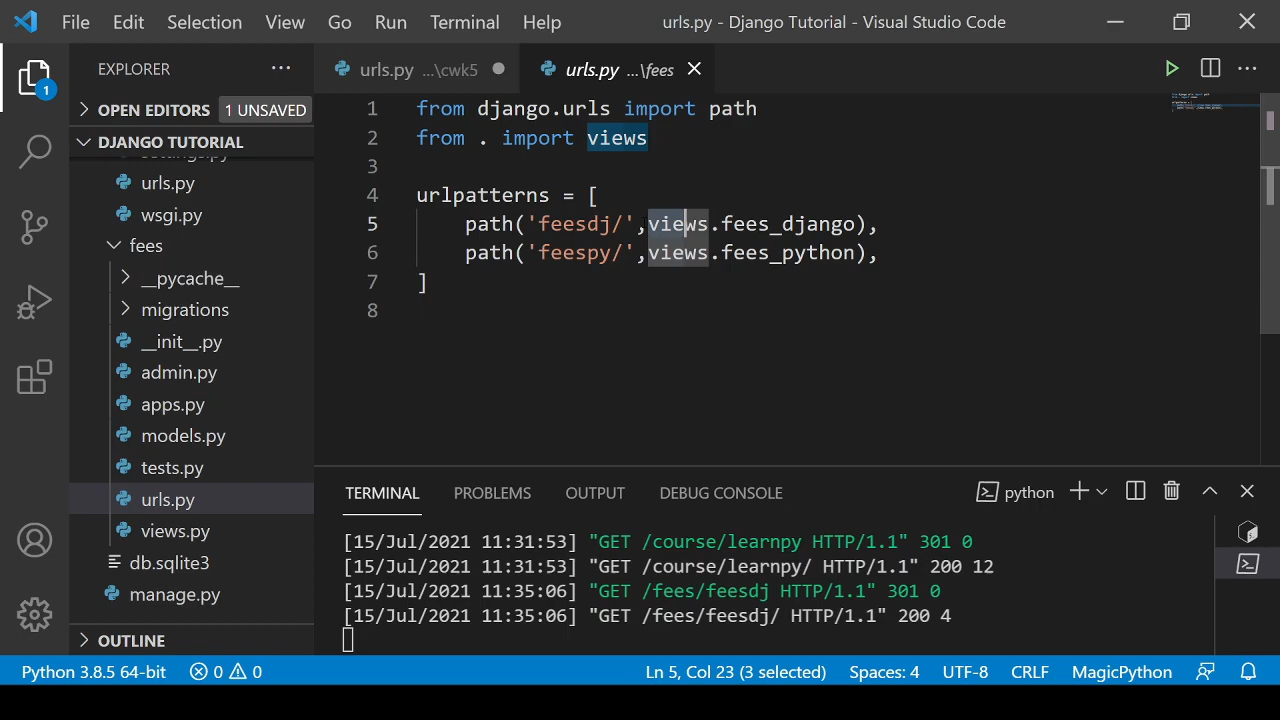 File Edit Selection View Go Run Terminal Help urls.py - Django Tutorial - Visual Studio Code
EXPLORER ...
1
OPEN EDITORS 1 UNSAVED
DJANGO TUTORIAL
urls.py
wsgi.py
fees
__pycache__
migrations
__init__.py
admin.py
apps.py
models.py
tests.py
urls.py
views.py
db.sqlite3
manage.py
OUTLINE
urls.py ...\cwk5 urls.py ...\fees
1 from django.urls import path
2 from . import views
3
4 urlpatterns = [
5 path('feesdj/',views.fees_django),
6 path('feespy/',views.fees_python),
7 ]
8
TERMINAL PROBLEMS OUTPUT DEBUG CONSOLE python
[15/Jul/2021 11:31:53] "GET /course/learnpy HTTP/1.1" 301 0
[15/Jul/2021 11:31:53] "GET /course/learnpy/ HTTP/1.1" 200 12
[15/Jul/2021 11:35:06] "GET /fees/feesdj HTTP/1.1" 301 0
[15/Jul/2021 11:35:06] "GET /fees/feesdj/ HTTP/1.1" 200 4
Python 3.8.5 64-bit 0 0 Ln 5, Col 23 (3 selected) Spaces: 4 UTF-8 CRLF MagicPython